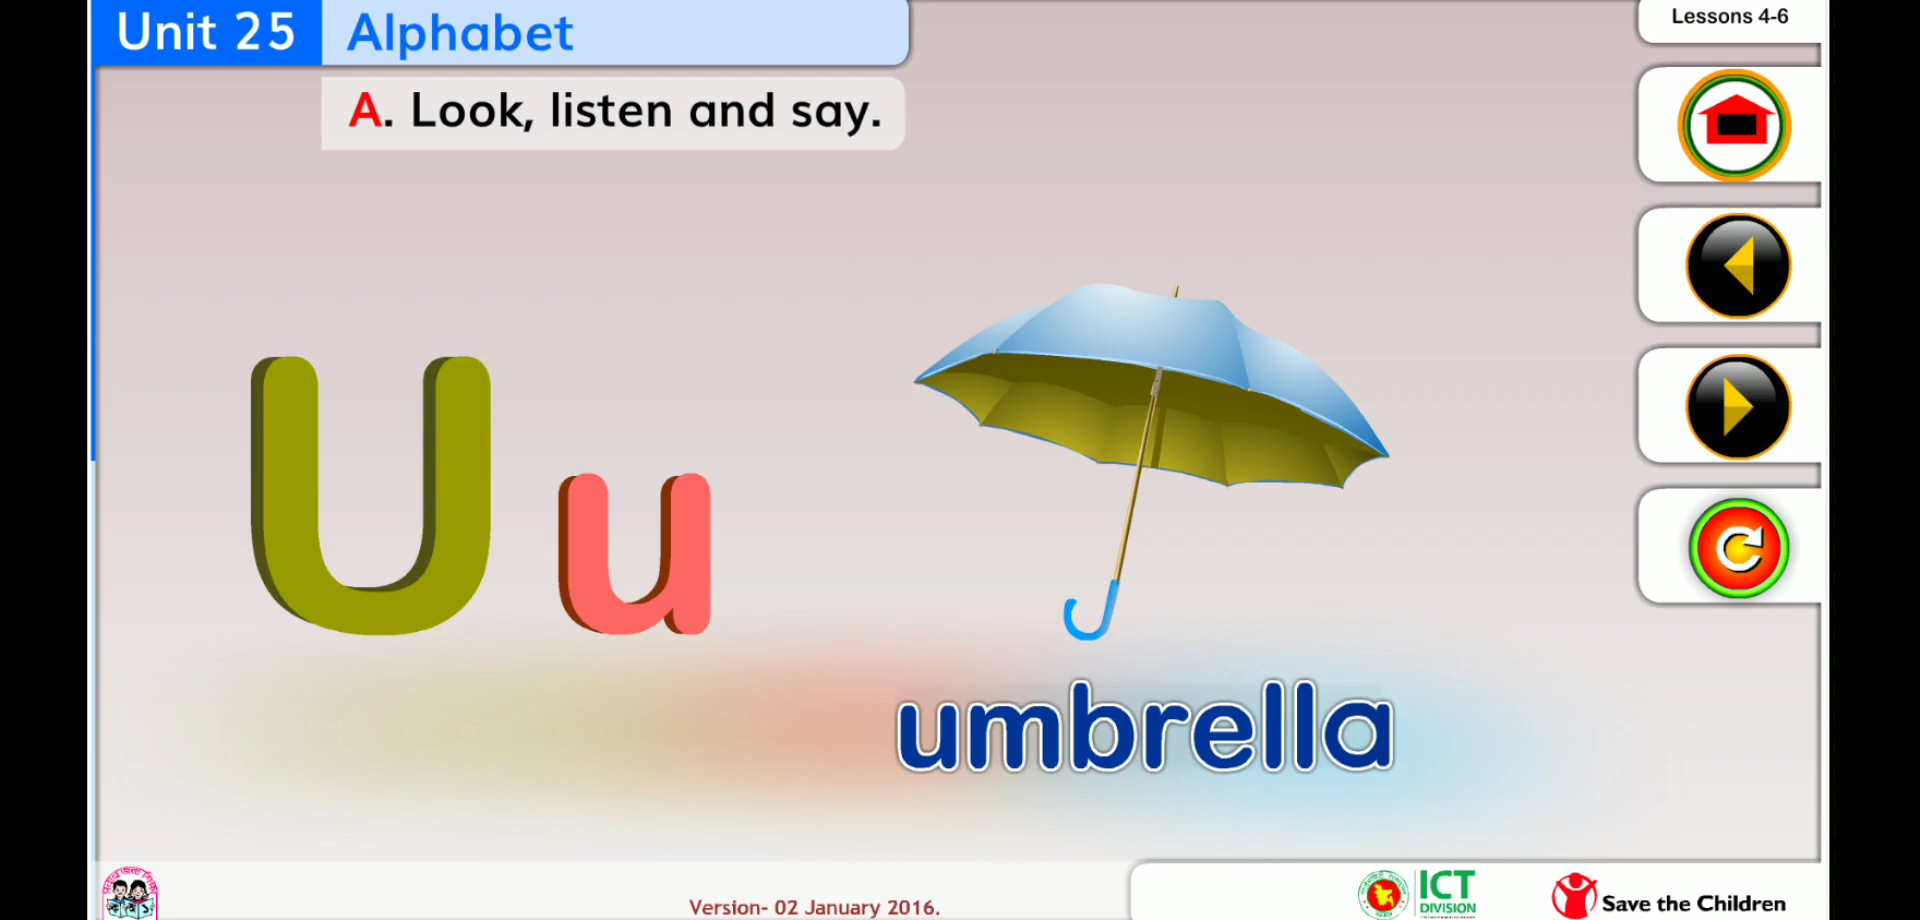 Unit 25 Alphabet
Lessons 4-6
A. Look, listen and say.
U u
umbrella
Version- 02 January 2016.
ICT
DIVISION
Save the Children